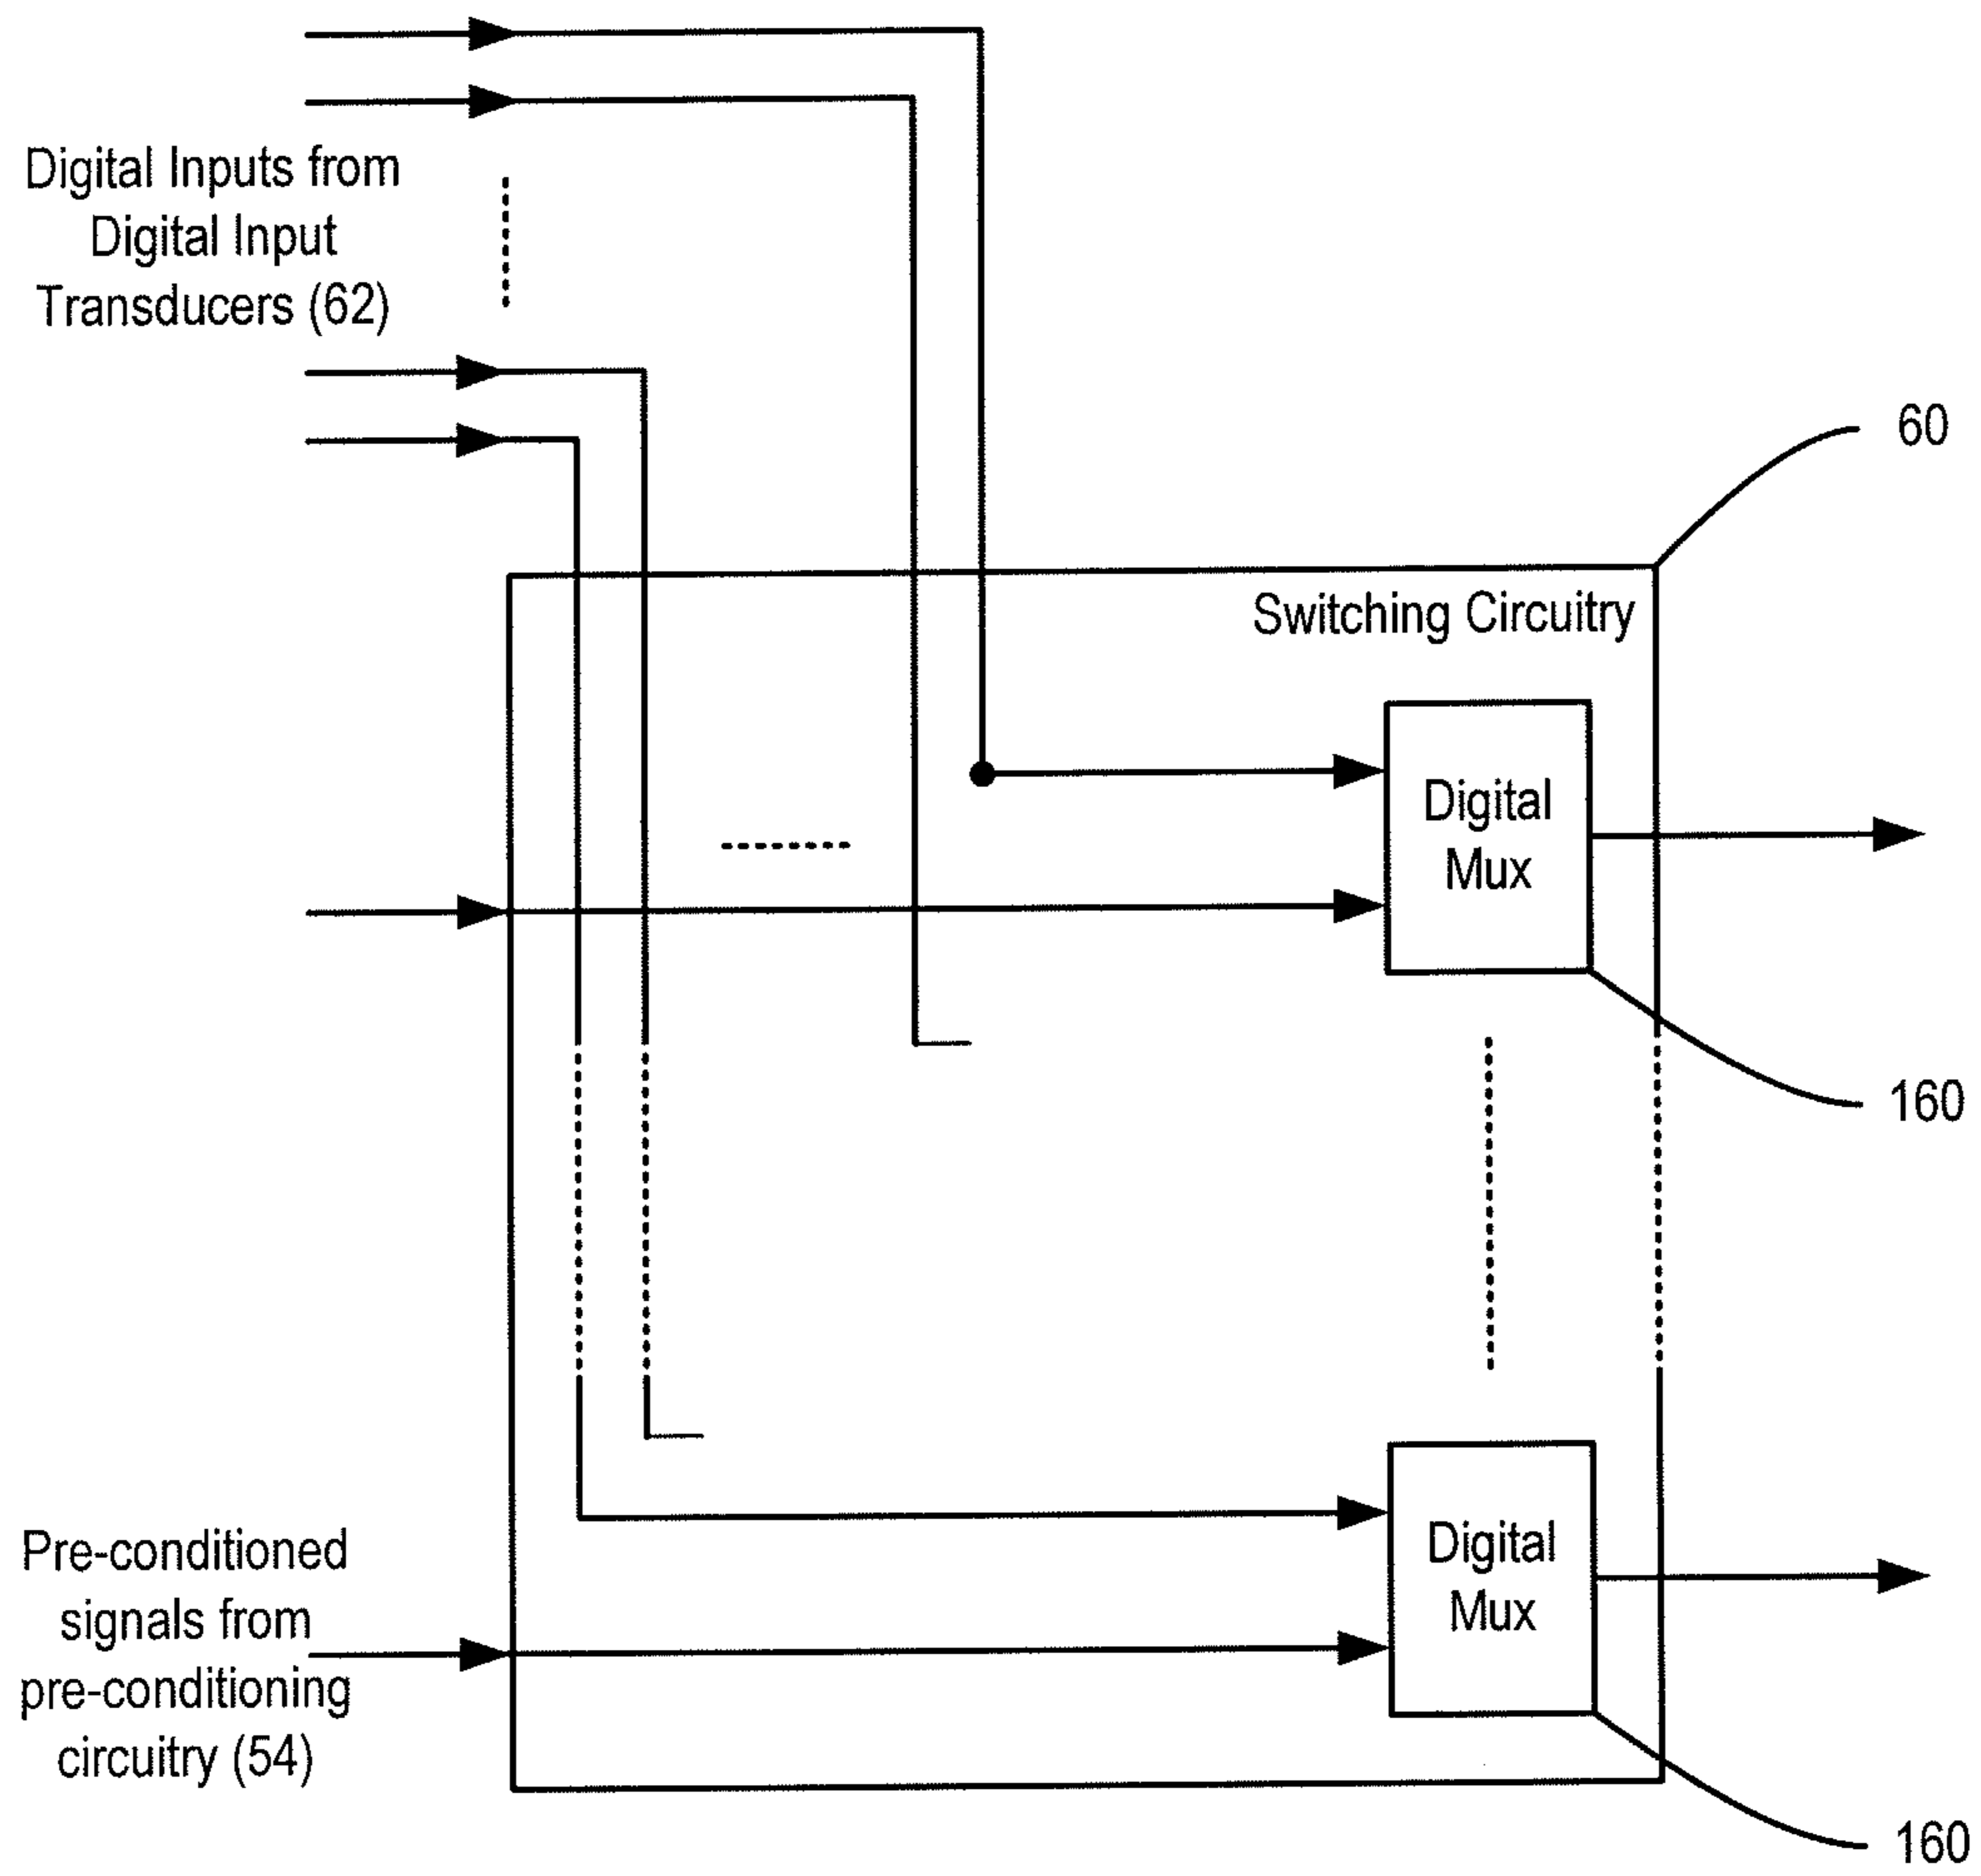 Digital Inputs from
Digital Input
Transducers (62)
60
Switching Circuitry
Digital
Mux
160
Digital
Mux
Pre-conditioned
signals from
pre-conditioning
circuitry (54)
160